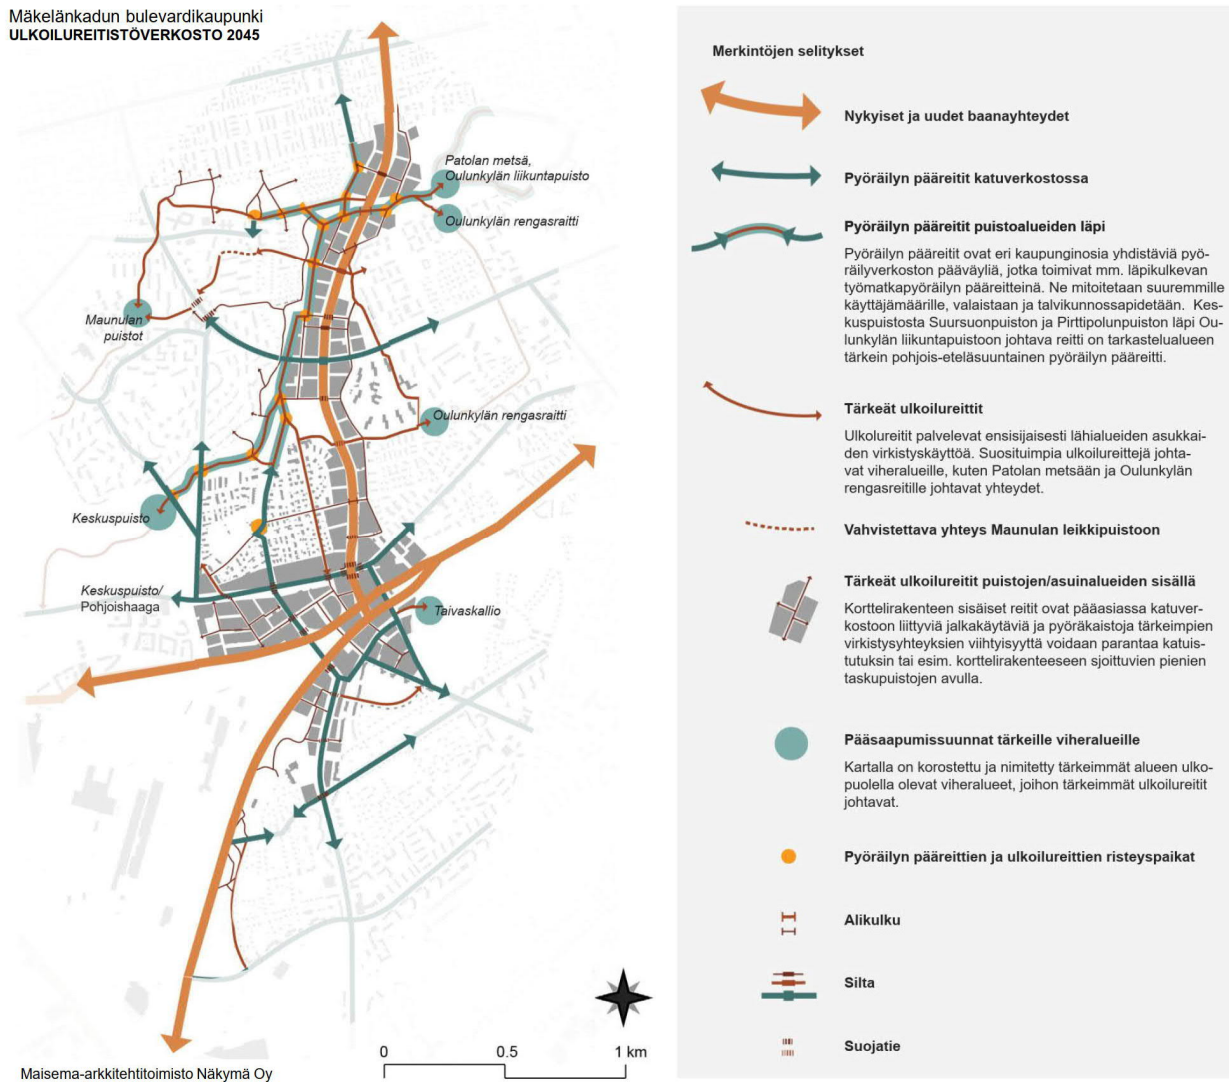 Mäkelänkadun bulevardikaupunki
ULKOILUREITISTÖVERKOSTO 2045
Patolan metsä,
Oulunkylän liikuntapuisto
Oulunkylän rengasraitti
Maunulan
puistot
Oulunkylän rengasraitti
Keskuspuisto
Keskuspuisto/
Pohjoishaaga
Taivaskallio
0 0.5 1 km
Maisema-arkkitehtitoimisto Näkymä Oy
Merkintöjen selitykset
Nykyiset ja uudet baanayhteydet
Pyöräilyn pääreitit katuverkostossa
Pyöräilyn pääreitit puistoalueiden läpi
Pyöräilyn pääreitit ovat eri kaupunginosia yhdistäviä pyö-
räilyverkoston pääväyliä, jotka toimivat mm. läpikulkevan
työmatkapyöräilyn pääreitteinä. Ne mitoitetaan suuremmille
käyttäjämäärille, valaistaan ja talvikunnossapidetään. Kes-
kuspuistosta Suursuonpuiston ja Pirttipolunpuiston läpi Ou-
lunkylän liikuntapuistoon johtava reitti on tarkastelualueen
tärkein pohjois-eteläsuuntainen pyöräilyn pääreitti.
Tärkeät ulkoilureittit
Ulkolureitit palvelevat ensisijaisesti lähialueiden asukkai-
den virkistyskäyttöä. Suosituimpia ulkoilureittejä johta-
vat viheralueille, kuten Patolan metsään ja Oulunkylän
rengasreitille johtavat yhteydet.
Vahvistettava yhteys Maunulan leikkipuistoon
Tärkeät ulkoilureitit puistojen/asuinalueiden sisällä
Korttelirakenteen sisäiset reitit ovat pääasiassa katuver-
kostoon liittyviä jalkakäytäviä ja pyöräkaistoja tärkeimpien
virkistysyhteyksien viihtyisyyttä voidaan parantaa katuis-
tutuksin tai esim. korttelirakenteeseen sjoittuvien pienien
taskupuistojen avulla.
Pääsaapumissuunnat tärkeille viheralueille
Kartalla on korostettu ja nimitetty tärkeimmät alueen ulko-
puolella olevat viheralueet, joihon tärkeimmät ulkoilureitit
johtavat.
Pyöräilyn pääreittien ja ulkoilureittien risteyspaikat
Alikulku
Silta
Suojatie